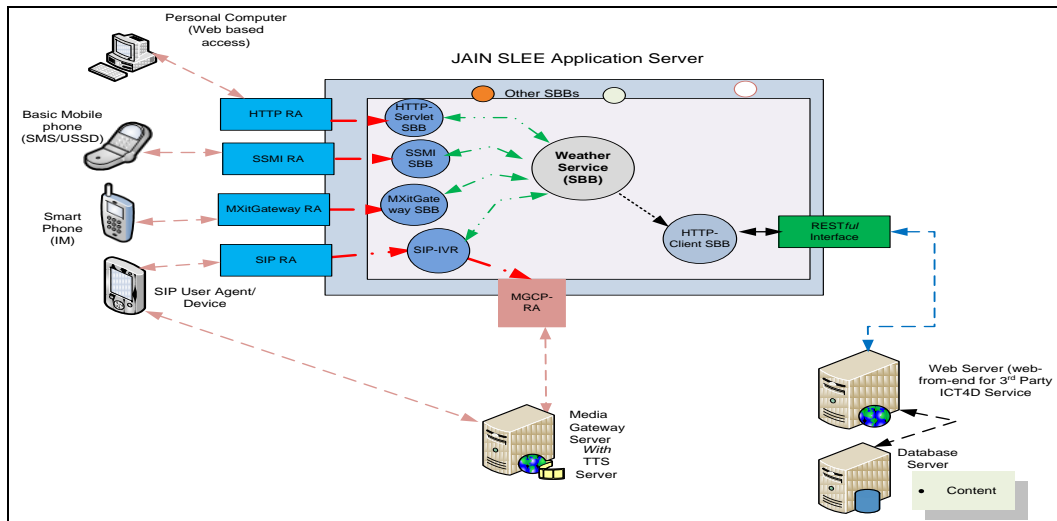 Personal Computer
(Web based
access)
JAIN SLEE Application Server
Other SBBs
HTTP RA
HTTP-
Servlet
SBB
Basic Mobile
phone
(SMS/USSD)
SSMI RA
SSMI
SBB
Weather
Service
(SBB)
MXitGateway RA
MXitGate
way SBB
Smart
Phone
(IM)
HTTP-
Client SBB
RESTful
Interface
SIP RA
SIP-IVR
SIP User Agent/
Device
MGCP-
RA
Web Server (web-
from-end for 3rd Party
ICT4D Service
Media
Gateway
Server
With
TTS
Server
Database
Server
• Content